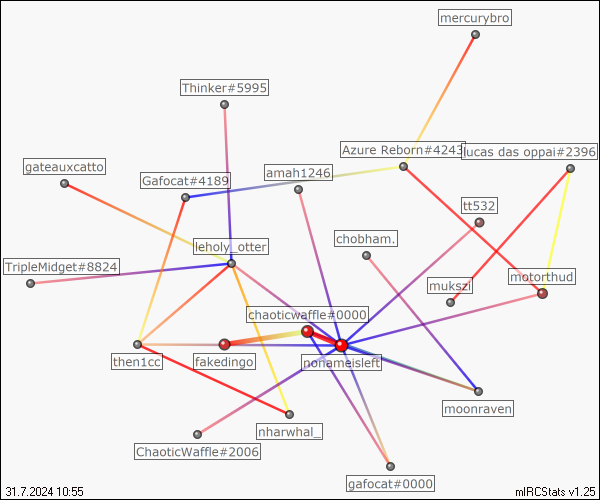 mercurybro
Thinker#5995
Azure Reborn#4243
lucas das oppai#2396
gateauxcatto
Gafocat#4189
amah1246
tt532
leholy_otter
chobham.
TripleMidget#8824
mukszi
motorthud
chaoticwaffle#0000
then1cc
fakedingo
nonameisleft
moonraven
nharwhal_
ChaoticWaffle#2006
gafocat#0000
31.7.2024 10:55
mIRCStats v1.25